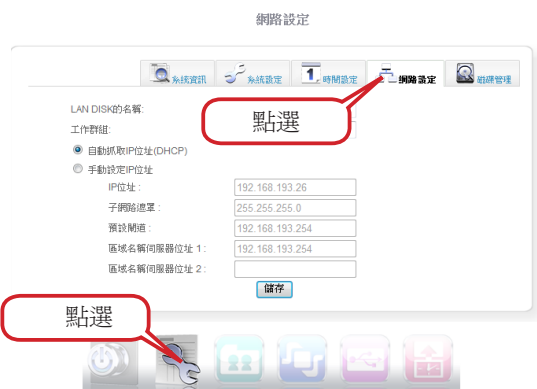 網路設定
系統資訊
系統設定
1
時間設定
網路設定
磁碟管理
LAN DISK的名稱:
點選
工作群組:
自動抓取IP位址(DHCP)
手動設定IP位址
IP位址 : 192.168.193.26
子網路遮罩 : 255.255.255.0
預設閘道 : 192.168.193.254
區域名稱伺服器位址 1 : 192.168.193.254
區域名稱伺服器位址 2 :
儲存
點選